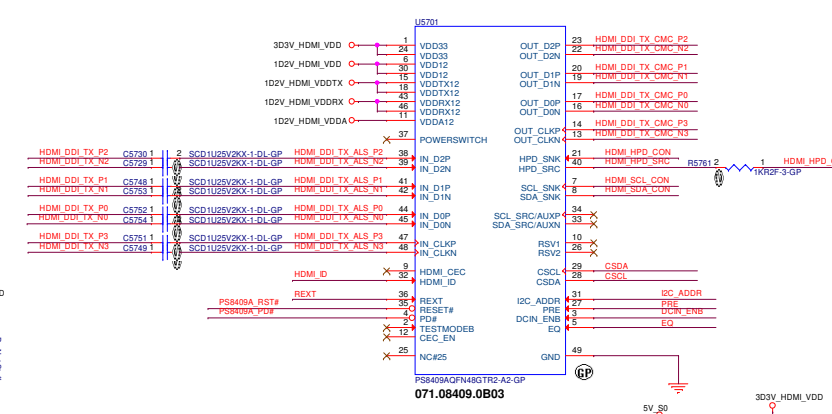 U5701
3D3V_HDMI_VDD
1 VDD33
24 VDD33
1D2V_HDMI_VDD
6 VDD12
30 VDD12
1D2V_HDMI_VDDTX
15 VDDTX12
18 VDDTX12
1D2V_HDMI_VDDRX
43 VDDRX12
46 VDDRX12
1D2V_HDMI_VDDA
11 VDDA12
37 POWERSWITCH
HDMI_DDI_TX_P2 C5730 1 2 SCD1U25V2KX-1-DL-GP HDMI_DDI_TX_ALS_P2 38 IN_D2P
HDMI_DDI_TX_N2 C5729 1 SCD1U25V2KX-1-DL-GP HDMI_DDI_TX_ALS_N2 39 IN_D2N
HDMI_DDI_TX_P1 C5748 1 SCD1U25V2KX-1-DL-GP HDMI_DDI_TX_ALS_P1 41 IN_D1P
HDMI_DDI_TX_N1 C5753 1 SCD1U25V2KX-1-DL-GP HDMI_DDI_TX_ALS_N1 42 IN_D1N
HDMI_DDI_TX_P0 C5752 1 SCD1U25V2KX-1-DL-GP HDMI_DDI_TX_ALS_P0 44 IN_D0P
HDMI_DDI_TX_N0 C5754 1 SCD1U25V2KX-1-DL-GP HDMI_DDI_TX_ALS_N0 45 IN_D0N
HDMI_DDI_TX_P3 C5751 1 SCD1U25V2KX-1-DL-GP HDMI_DDI_TX_ALS_P3 47 IN_CLKP
HDMI_DDI_TX_N3 C5749 1 SCD1U25V2KX-1-DL-GP HDMI_DDI_TX_ALS_N3 48 IN_CLKN
9 HDMI_CEC
HDMI_ID 32 HDMI_ID
REXT 36 REXT
PS8409A_RST# 35 RESET#
PS8409A_PD# 4 PD#
2 TESTMODEB
12 CEC_EN
25 NC#25
OUT_D2P 23 HDMI_DDI_TX_CMC_P2
OUT_D2N 22 HDMI_DDI_TX_CMC_N2
OUT_D1P 20 HDMI_DDI_TX_CMC_P1
OUT_D1N 19 HDMI_DDI_TX_CMC_N1
OUT_D0P 17 HDMI_DDI_TX_CMC_P0
OUT_D0N 16 HDMI_DDI_TX_CMC_N0
OUT_CLKP 14 HDMI_DDI_TX_CMC_P3
OUT_CLKN 13 HDMI_DDI_TX_CMC_N3
HPD_SNK 21 HDMI_HPD_CON
HPD_SRC 40 HDMI_HPD_SRC R5761 2 1 HDMI_HPD_
1KR2F-3-GP
SCL_SNK 7 HDMI_SCL_CON
SDA_SNK 8 HDMI_SDA_CON
SCL_SRC/AUXP 34
SDA_SRC/AUXN 33
RSV1 10
RSV2 26
CSCL 29 CSDA
CSDA 28 CSCL
I2C_ADDR 31 I2C_ADDR
PRE 27 PRE
DCIN_ENB 3 DCIN_ENB
EQ 5 EQ
GND 49
GP
PS8409AQFN48GTR2-A2-GP
071.08409.0B03
5V_S0
3D3V_HDMI_VDD